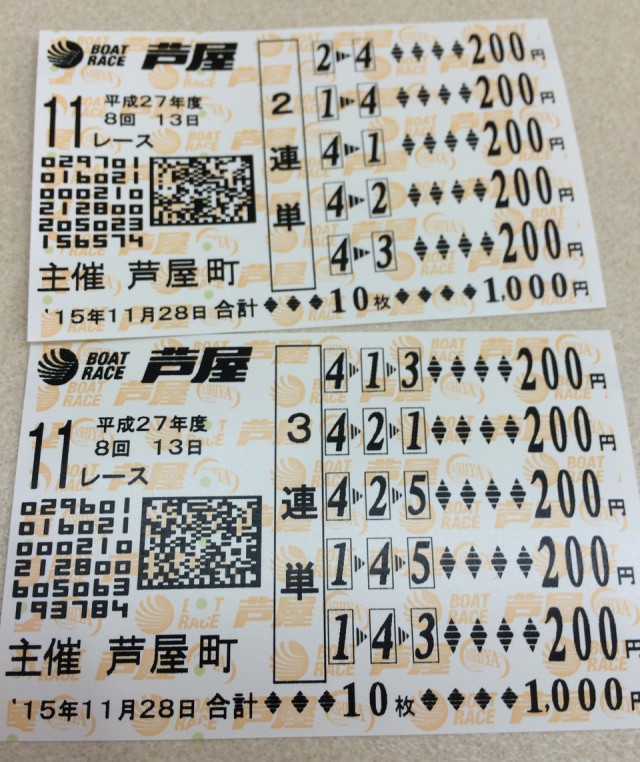 BOAT RACE 芦屋
11レース
平成27年度
8回 13日
029701
016021
000210
212800
205023
156574
主催 芦屋町
2連単
2 4 200円
1 4 200円
4 1 200円
4 2 200円
4 3 200円
'15年11月28日 合計 10枚 1,000円
BOAT RACE 芦屋
11レース
平成27年度
8回 13日
029601
016021
000210
212800
605063
193784
主催 芦屋町
3連単
4 1 3 200円
4 2 1 200円
4 2 5 200円
1 4 5 200円
1 4 3 200円
'15年11月28日 合計 10枚 1,000円